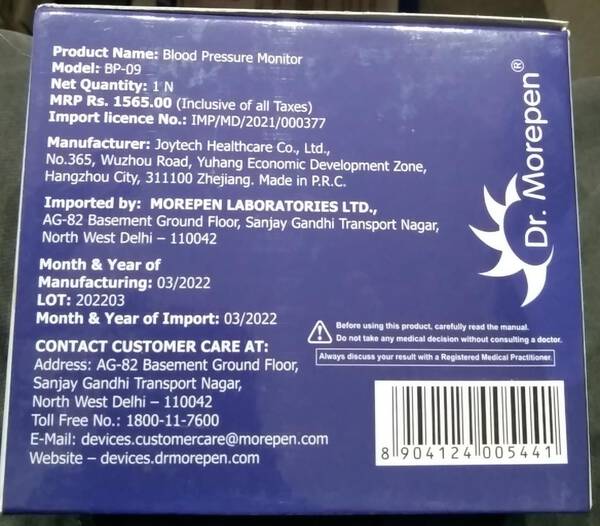 Product Name: Blood Pressure Monitor
Model: BP-09
Net Quantity: 1 N
MRP Rs. 1565.00 (Inclusive of all Taxes)
Import licence No.: IMP/MD/2021/000377
Manufacturer: Joytech Healthcare Co., Ltd.,
No.365, Wuzhou Road, Yuhang Economic Development Zone,
Hangzhou City, 311100 Zhejiang. Made in P.R.C.
Imported by: MOREPEN LABORATORIES LTD.,
AG-82 Basement Ground Floor, Sanjay Gandhi Transport Nagar,
North West Delhi – 110042
Month & Year of
Manufacturing: 03/2022
LOT: 202203
Month & Year of Import: 03/2022
CONTACT CUSTOMER CARE AT:
Address: AG-82 Basement Ground Floor,
Sanjay Gandhi Transport Nagar,
North West Delhi – 110042
Toll Free No.: 1800-11-7600
E-Mail: devices.customercare@morepen.com
Website – devices.drmorepen.com
Dr. Morepen®
Before using this product, carefully read the manual.
Do not take any medical decision without consulting a doctor.
Always discuss your result with a Registered Medical Practitioner
8 904124 005441